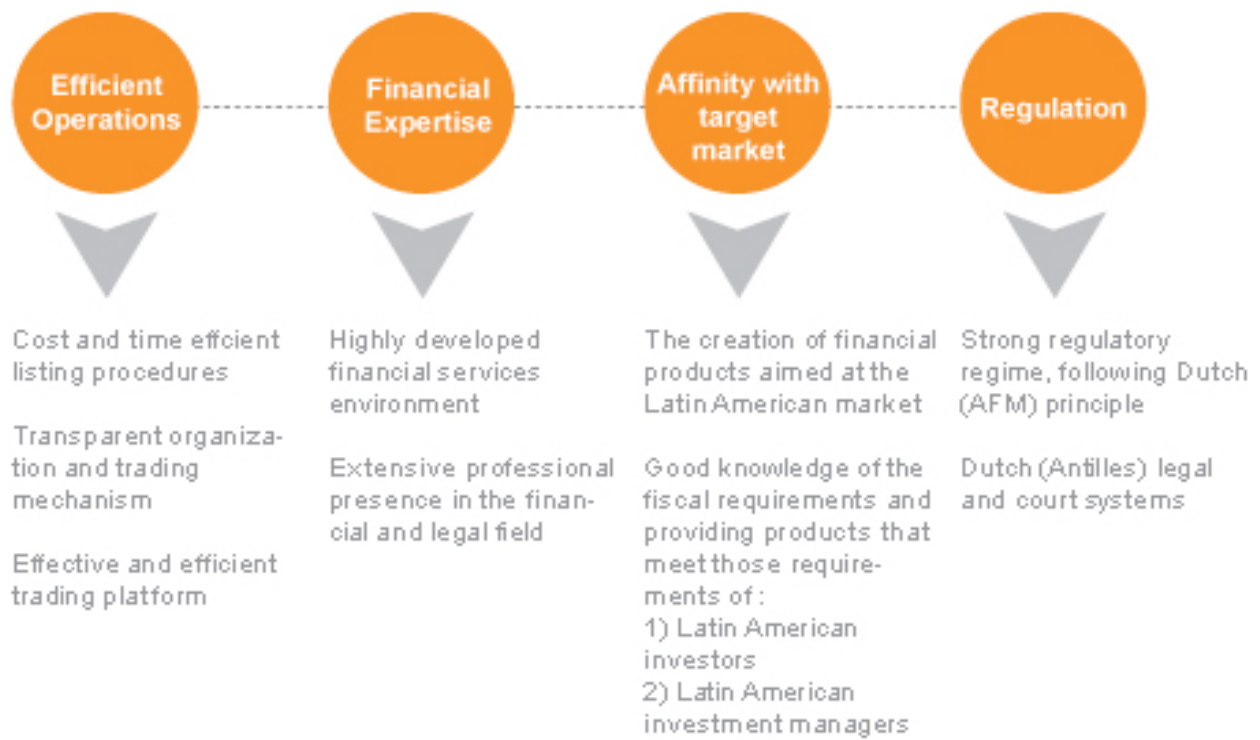 Efficient
Operations
Financial
Expertise
Affinity with
target
market
Regulation
Cost and time effcient
listing procedures
Transparent organiza-
tion and trading
mechanism
Effective and efficient
trading platform
Highly developed
financial services
environment
Extensive professional
presence in the finan-
cial and legal field
The creation of financial
products aimed at the
Latin American market
Good knowledge of the
fiscal requirements and
providing products that
meet those require-
ments of :
1) Latin American
investors
2) Latin American
investment managers
Strong regulatory
regime, following Dutch
(AFM) principle
Dutch (Antilles) legal
and court systems